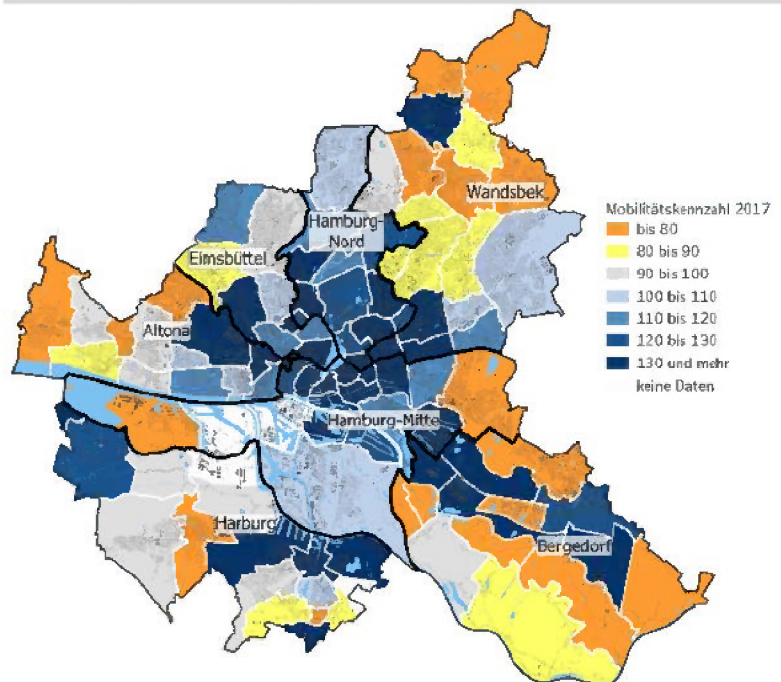 Wandsbek
Hamburg-
Nord
Eimsbüttel
Altona
Hamburg-Mitte
Harburg
Bergedorf
Mobilitätskennzahl 2017
bis 80
80 bis 90
90 bis 100
100 bis 110
110 bis 120
120 bis 130
130 und mehr
keine Daten